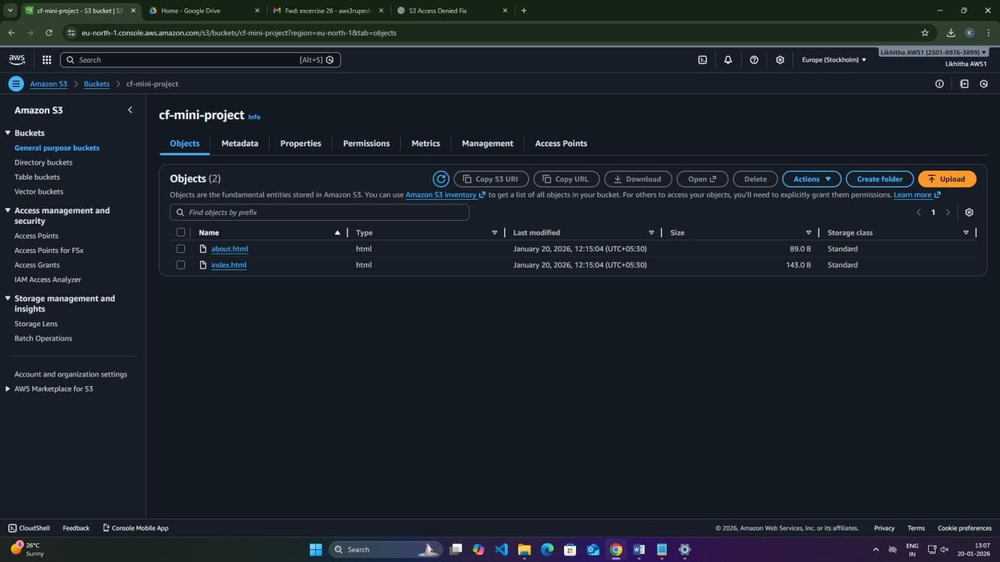 cf-mini-project - S3 bucket | S3
Home - Google Drive
Fwd: excercise 26 - aws3rupesh
S3 Access Denied Fix
eu-north-1.console.aws.amazon.com/s3/buckets/cf-mini-project?region=eu-north-1&tab=objects
K
aws
Search
[Alt+S]
Europe (Stockholm)
Likhitha AWS1 (2501-8976-3899)
Likhitha AWS1
Amazon S3
Buckets
cf-mini-project
Amazon S3
Buckets
General purpose buckets
Directory buckets
Table buckets
Vector buckets
Access management and
security
Access Points
Access Points for FSx
Access Grants
IAM Access Analyzer
Storage management and
insights
Storage Lens
Batch Operations
Account and organization settings
AWS Marketplace for S3
cf-mini-project Info
Objects Metadata Properties Permissions Metrics Management Access Points
Objects (2)
Copy S3 URI
Copy URL
Download
Open
Delete
Actions
Create folder
Upload
Objects are the fundamental entities stored in Amazon S3. You can use Amazon S3 inventory to get a list of all objects in your bucket. For others to access your objects, you'll need to explicitly grant them permissions. Learn more
Find objects by prefix
1
Name Type Last modified Size Storage class
about.html html January 20, 2026, 12:15:04 (UTC+05:30) 89.0 B Standard
index.html html January 20, 2026, 12:15:04 (UTC+05:30) 143.0 B Standard
CloudShell Feedback Console Mobile App
© 2026, Amazon Web Services, Inc. or its affiliates. Privacy Terms Cookie preferences
26°C
Sunny
Search
ENG
IN
13:07
20-01-2026